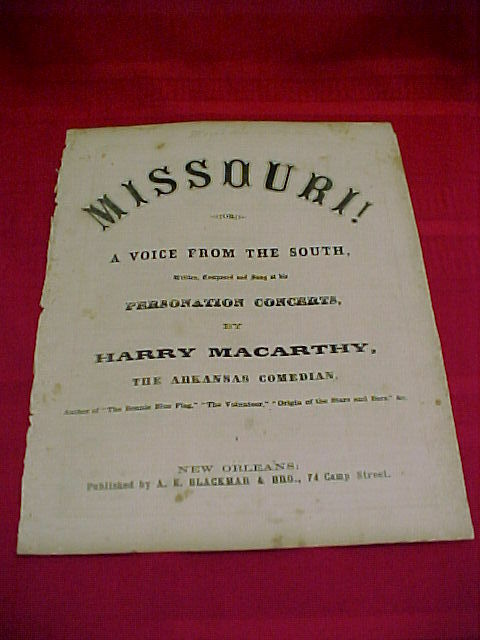 MISSOURI!
OR
A VOICE FROM THE SOUTH,
Written, Composed and Sung at his
PERSONATION CONCERTS,
BY
HARRY MACARTHY,
THE ARKANSAS COMEDIAN,
Author of "The Bonnie Blue Flag," "The Volunteer," "Origin of the Stars and Bars," &c.
NEW ORLEANS:
Published by A. E. BLACKMAR & BRO., 74 Camp Street.